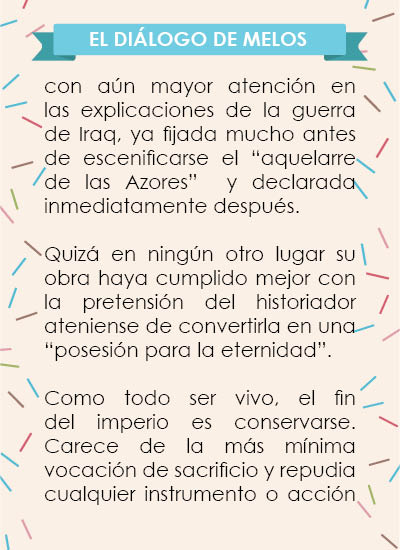 EL DIÁLOGO DE MELOS
con aún mayor atención en
las explicaciones de la guerra
de Iraq, ya fijada mucho antes
de escenificarse el “aquelarre
de las Azores” y declarada
inmediatamente después.
Quizá en ningún otro lugar su
obra haya cumplido mejor con
la pretensión del historiador
ateniense de convertirla en una
“posesión para la eternidad”.
Como todo ser vivo, el fin
del imperio es conservarse.
Carece de la más mínima
vocación de sacrificio y repudia
cualquier instrumento o acción